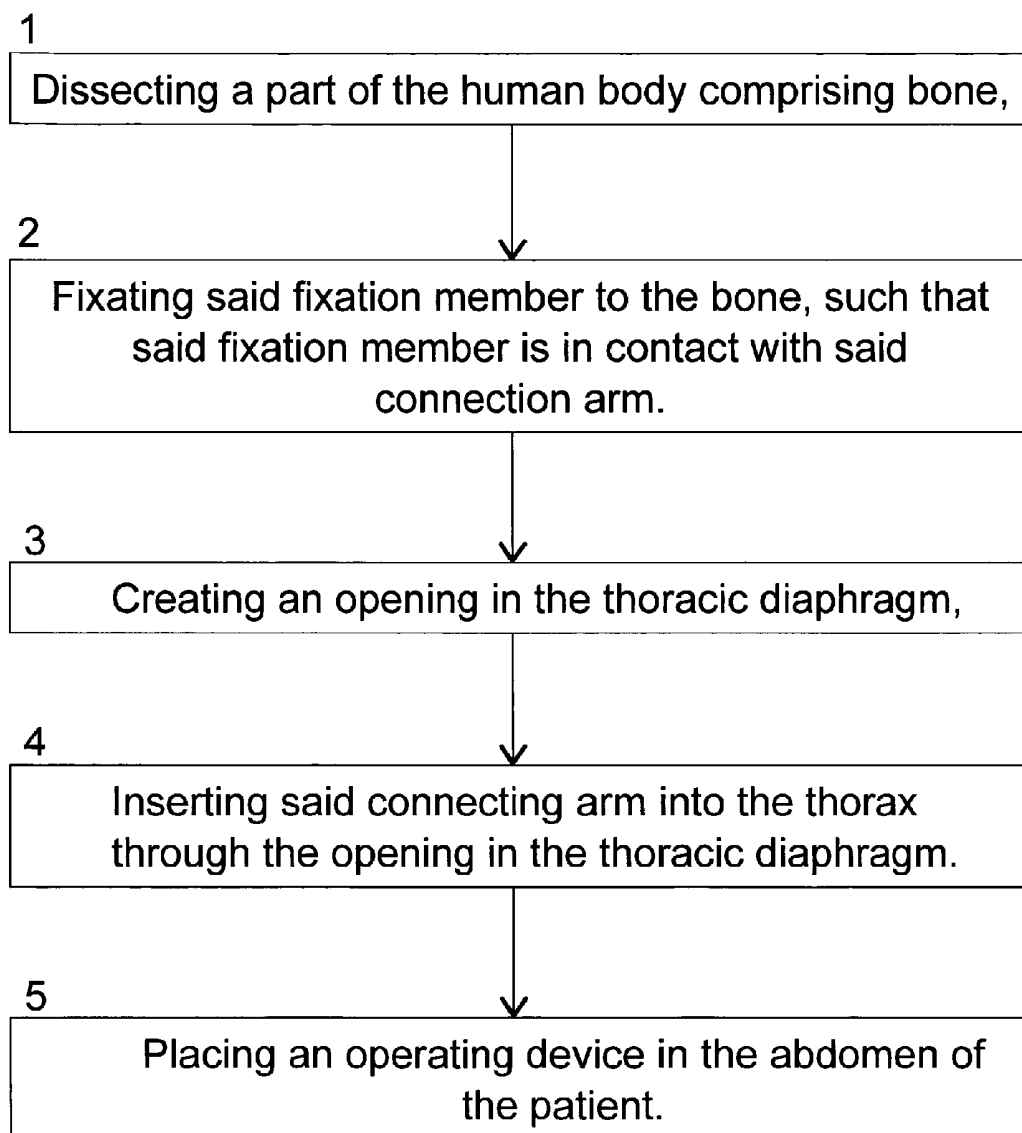 1
Dissecting a part of the human body comprising bone,
2
Fixating said fixation member to the bone, such that
said fixation member is in contact with said
connection arm.
3
Creating an opening in the thoracic diaphragm,
4
Inserting said connecting arm into the thorax
through the opening in the thoracic diaphragm.
5
Placing an operating device in the abdomen of
the patient.